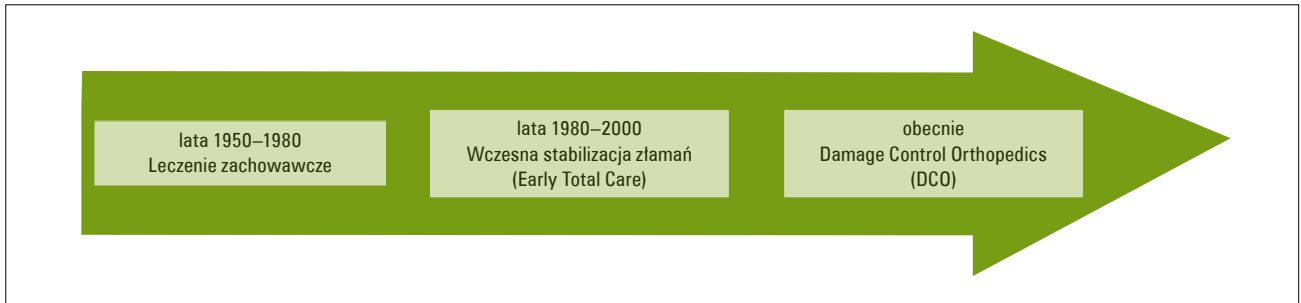 lata 1950–1980
Leczenie zachowawcze
lata 1980–2000
Wczesna stabilizacja złamań
(Early Total Care)
obecnie
Damage Control Orthopedics
(DCO)